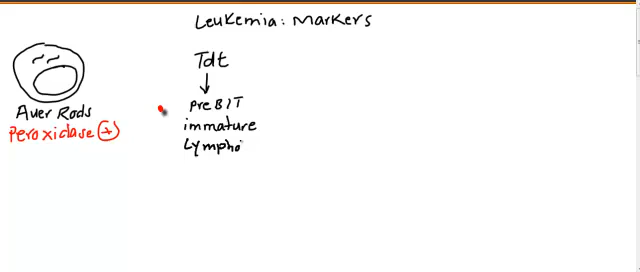 Leukemia: Markers
Tdt
Auer Rods
Peroxidase (+)
pre B/T
immature
Lympho